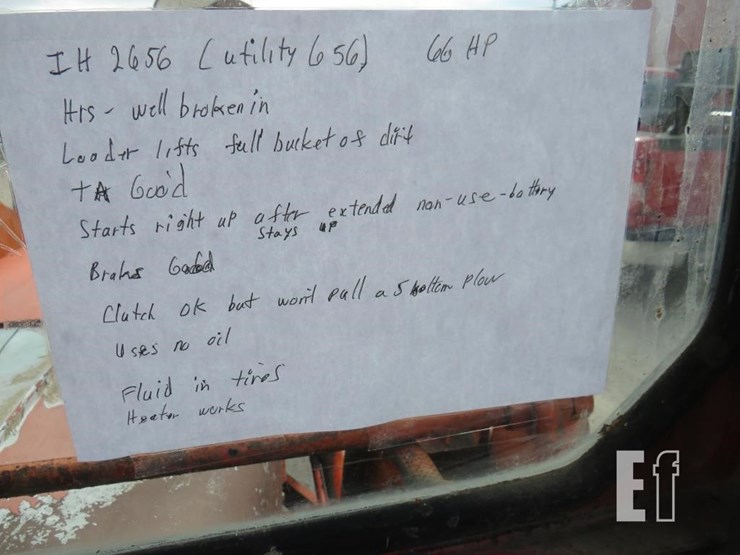 IH 2656 (utility 656) 66 HP
Hrs - well broken in
Loader lifts full bucket of dirt
TA Good
Starts right up after extended non-use - battery
stays up
Brakes Good
Clutch OK but won't pull a 5 bottom plow
Uses no oil
Fluid in tires
Heater works
Ef